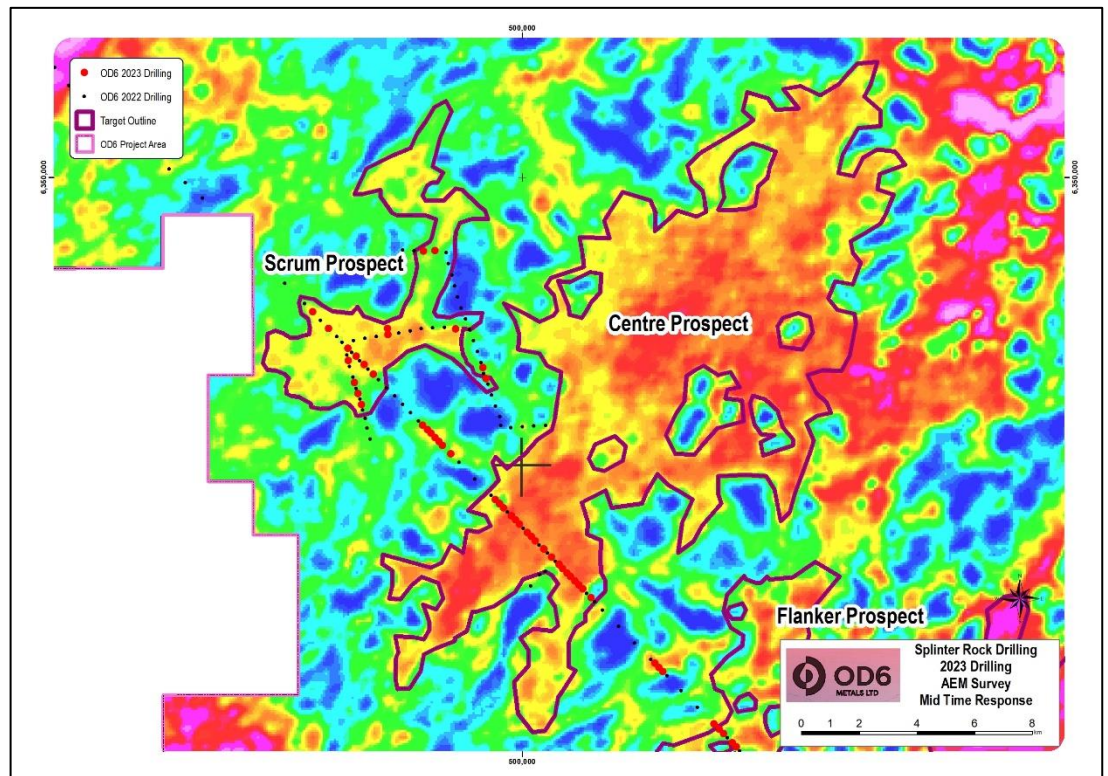 500,000
OD6 2023 Drilling
OD6 2022 Drilling
Target Outline
OD6 Project Area
6,350,000
6,350,000
Scrum Prospect
Centre Prospect
Flanker Prospect
OD6
METALS LTD
Splinter Rock Drilling
2023 Drilling
AEM Survey
Mid Time Response
0 1 2 4 6 8
km
500,000